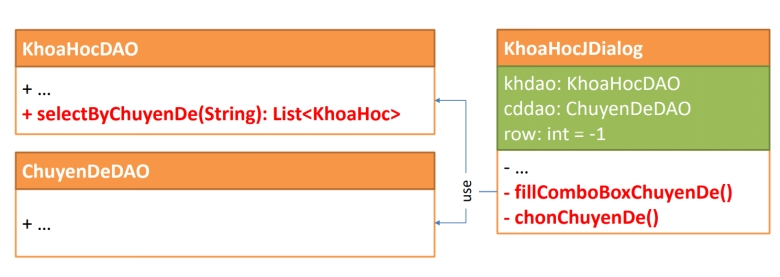 KhoaHocDAO
+ ...
+ selectByChuyenDe(String): List<KhoaHoc>
ChuyenDeDAO
+ ...
use
KhoaHocJDialog
khdao: KhoaHocDAO
cddao: ChuyenDeDAO
row: int = -1
- ...
- fillComboBoxChuyenDe()
- chonChuyenDe()